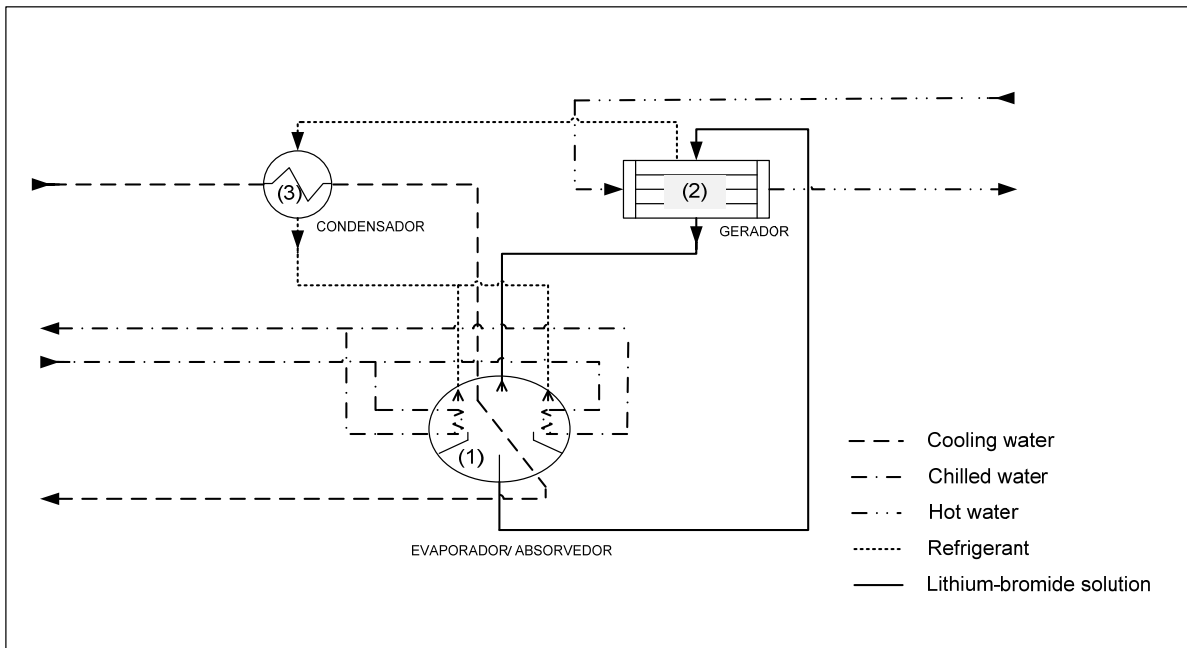 (2)
(3)
CONDENSADOR
GERADOR
(1)
EVAPORADOR/ ABSORVEDOR
Cooling water
Chilled water
Hot water
Refrigerant
Lithium-bromide solution